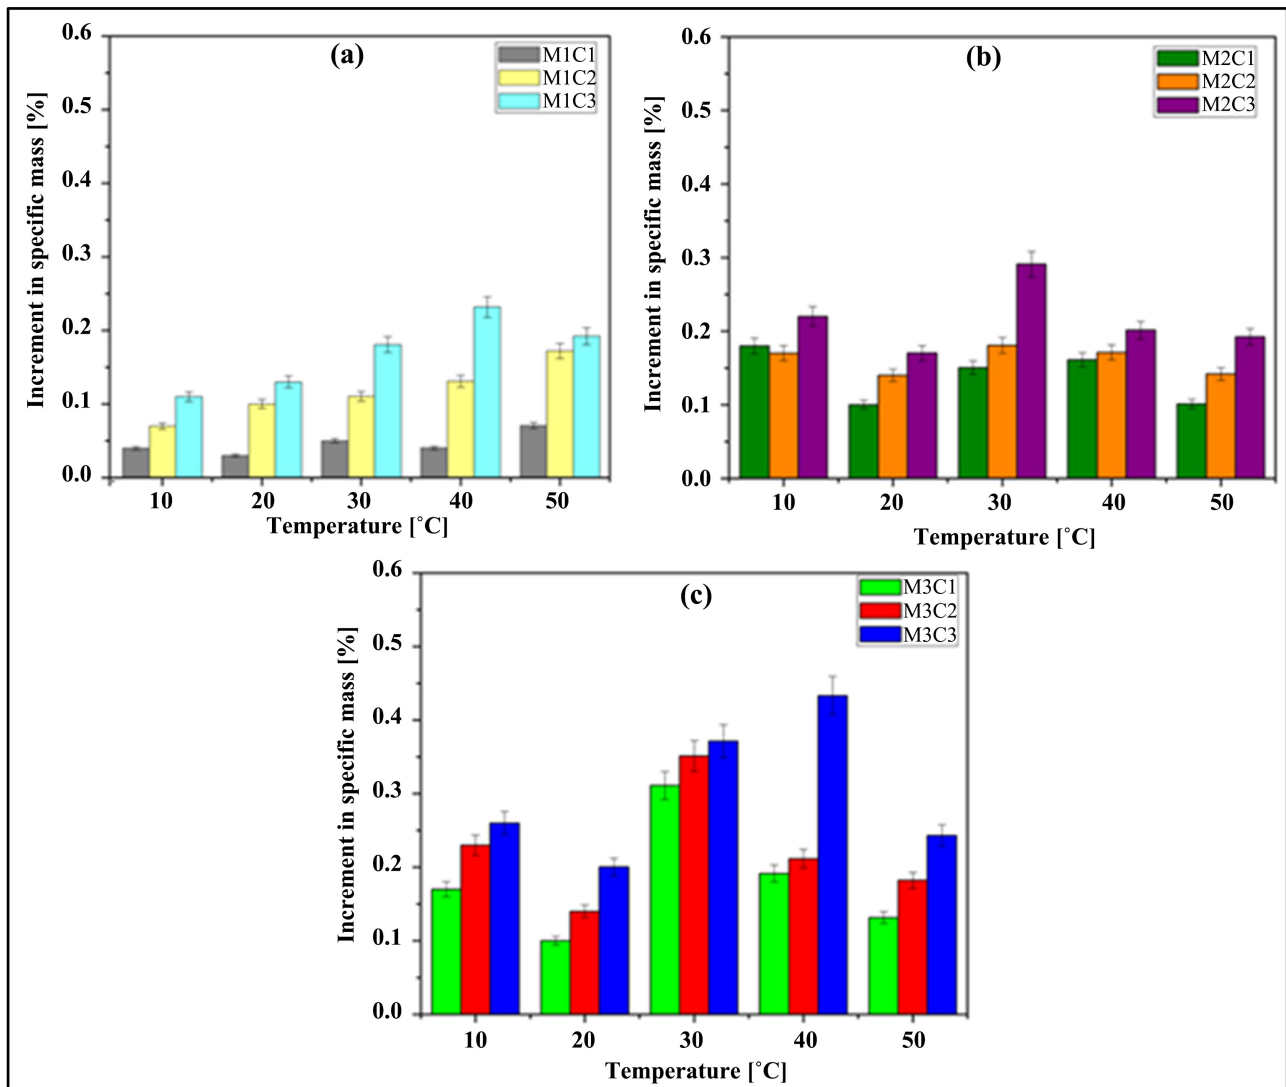 (a)
M1C1
M1C2
M1C3
Increment in specific mass [%]
0.6
0.5
0.4
0.3
0.2
0.1
0.0
10 20 30 40 50
Temperature [˚C]
(b)
M2C1
M2C2
M2C3
Increment in specific mass [%]
0.6
0.5
0.4
0.3
0.2
0.1
0.0
10 20 30 40 50
Temperature [˚C]
(c)
M3C1
M3C2
M3C3
Increment in specific mass [%]
0.6
0.5
0.4
0.3
0.2
0.1
0.0
10 20 30 40 50
Temperature [˚C]